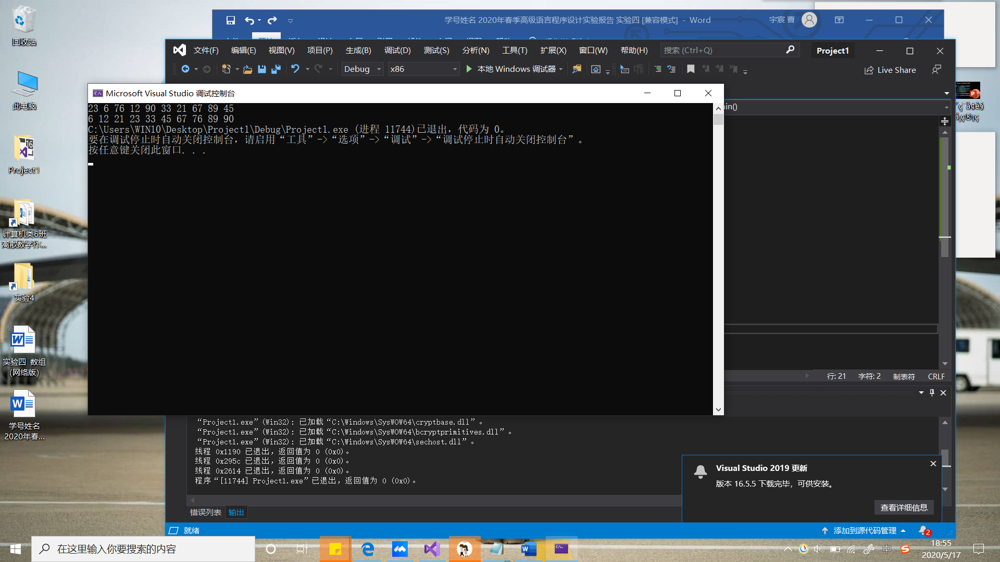 回收站
此电脑
Project1
计算机类6班
离散数学作...
实验4
实验四 数组
(网络版)
学号姓名
2020年春...
学号姓名 2020年春季高级语言程序设计实验报告 实验四 [兼容模式] - Word
宇宸 曹
文件(F) 编辑(E) 视图(V) 项目(P) 生成(B) 调试(D) 测试(S) 分析(N) 工具(T) 扩展(X) 窗口(W) 帮助(H) 搜索 (Ctrl+Q) Project1
Debug x86 本地 Windows 调试器 Live Share
Microsoft Visual Studio 调试控制台
23 6 76 12 90 33 21 67 89 45
6 12 21 23 33 45 67 76 89 90
C:\Users\WIN10\Desktop\Project1\Debug\Project1.exe (进程 11744)已退出，代码为 0。
要在调试停止时自动关闭控制台，请启用“工具”->“选项”->“调试”->“调试停止时自动关闭控制台”。
按任意键关闭此窗口. . .
in()
行: 21 字符: 2 制表符 CRLF
“Project1.exe”(Win32): 已加载“C:\Windows\SysWOW64\cryptbase.dll”。
“Project1.exe”(Win32): 已加载“C:\Windows\SysWOW64\bcryptprimitives.dll”。
“Project1.exe”(Win32): 已加载“C:\Windows\SysWOW64\sechost.dll”。
线程 0x1190 已退出，返回值为 0 (0x0)。
线程 0x295c 已退出，返回值为 0 (0x0)。
线程 0x2614 已退出，返回值为 0 (0x0)。
程序“[11744] Project1.exe”已退出，返回值为 0 (0x0)。
错误列表 输出
Visual Studio 2019 更新
版本 16.5.5 下载完毕，可供安装。
查看详细信息
就绪
添加到源代码管理
2
在这里输入你要搜索的内容
中
18:55
2020/5/17